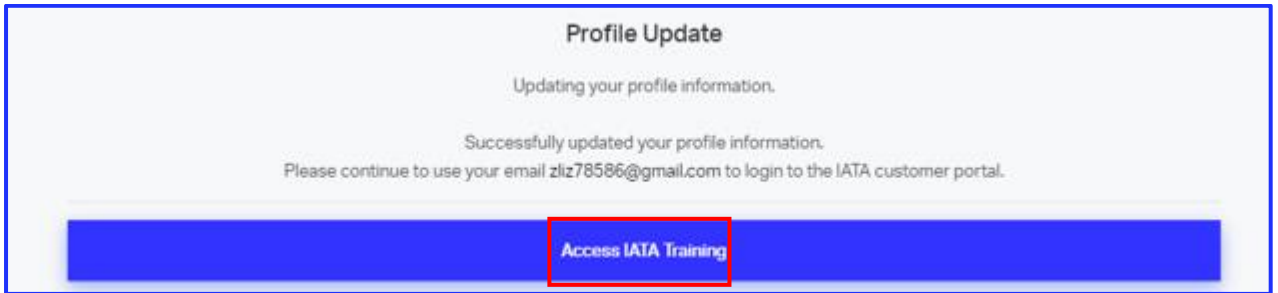 Profile Update
Updating your profile information.
Successfully updated your profile information.
Please continue to use your email zliz78586@gmail.com to login to the IATA customer portal.
Access IATA Training